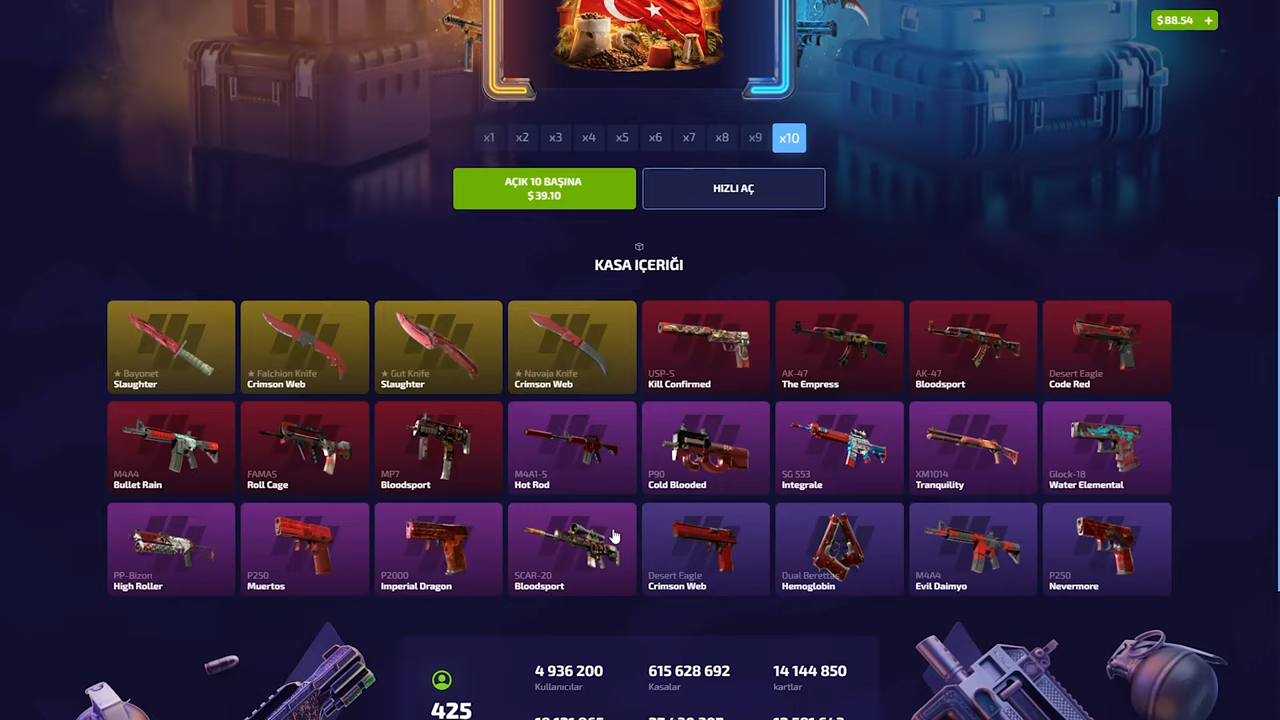 $ 88.54 +
x1 x2 x3 x4 x5 x6 x7 x8 x9 x10
AÇIK 10 BAŞINA
$ 39.10
HIZLI AÇ
KASA IÇERIĞI
★ Bayonet
Slaughter
★ Falchion Knife
Crimson Web
★ Gut Knife
Slaughter
★ Navaja Knife
Crimson Web
USP-S
Kill Confirmed
AK-47
The Empress
AK-47
Bloodsport
Desert Eagle
Code Red
M4A4
Bullet Rain
FAMAS
Roll Cage
MP7
Bloodsport
M4A1-S
Hot Rod
P90
Cold Blooded
SG 553
Integrale
XM1014
Tranquility
Glock-18
Water Elemental
PP-Bizon
High Roller
P250
Muertos
P2000
Imperial Dragon
SCAR-20
Bloodsport
Desert Eagle
Crimson Web
Dual Berettas
Hemoglobin
M4A4
Evil Daimyo
P250
Nevermore
4 936 200
Kullanıcılar
615 628 692
Kasalar
14 144 850
kartlar
425